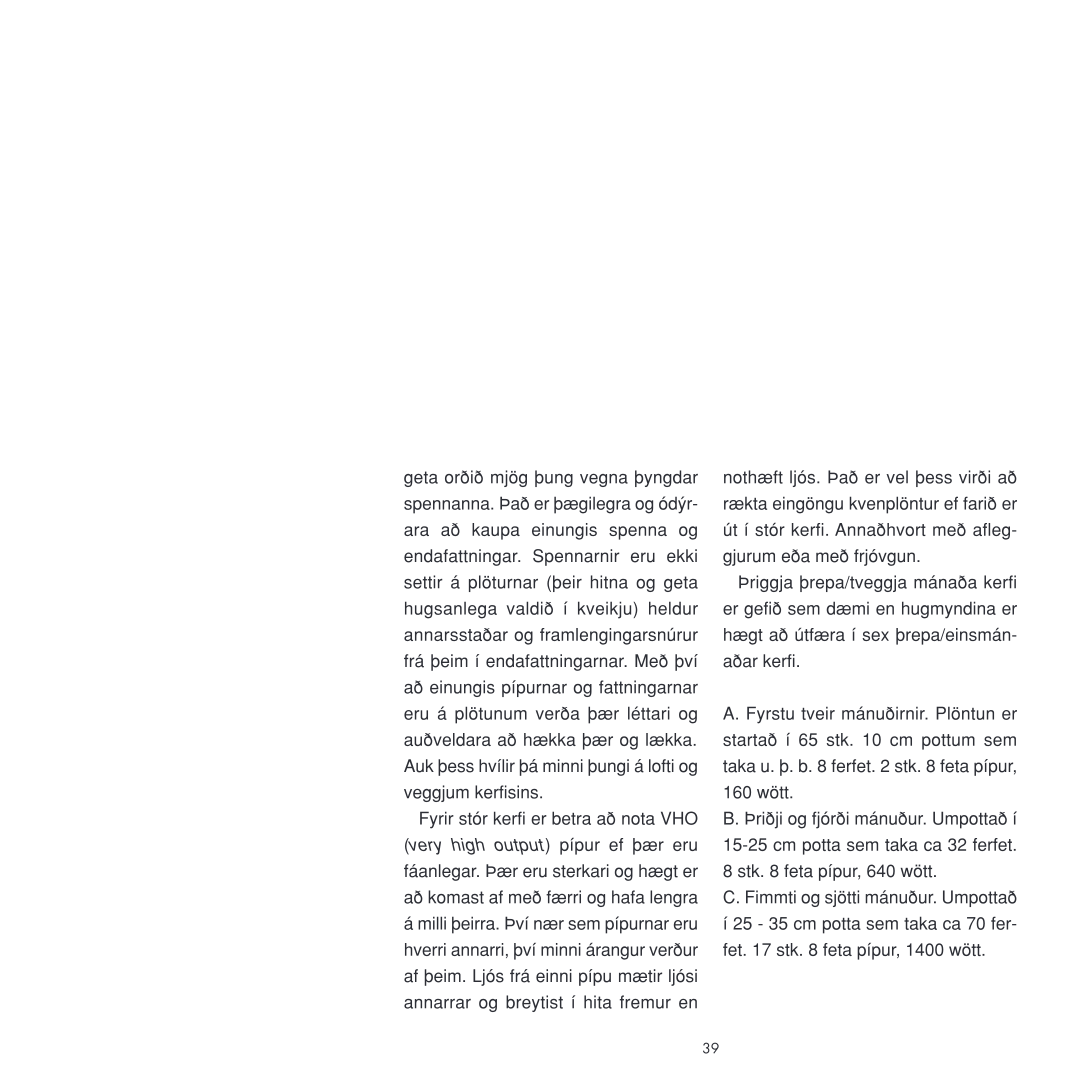 geta orðið mjög þung vegna þyngdar
spennanna. Það er þægilegra og ódýr-
ara að kaupa einungis spenna og
endafattningar. Spennarnir eru ekki
settir á plöturnar (þeir hitna og geta
hugsanlega valdið í kveikju) heldur
annarsstaðar og framlengingarsnúrur
frá þeim í endafattningarnar. Með því
að einungis pípurnar og fattningarnar
eru á plötunum verða þær léttari og
auðveldara að hækka þær og lækka.
Auk þess hvílir þá minni þungi á lofti og
veggjum kerfisins.
Fyrir stór kerfi er betra að nota VHO
(very high output) pípur ef þær eru
fáanlegar. Þær eru sterkari og hægt er
að komast af með færri og hafa lengra
á milli þeirra. Því nær sem pípurnar eru
hverri annarri, því minni árangur verður
af þeim. Ljós frá einni pípu mætir ljósi
annarrar og breytist í hita fremur en
nothæft ljós. Það er vel þess virði að
rækta eingöngu kvenplöntur ef farið er
út í stór kerfi. Annaðhvort með afleg-
gjurum eða með frjóvgun.
Þriggja þrepa/tveggja mánaða kerfi
er gefið sem dæmi en hugmyndina er
hægt að útfæra í sex þrepa/einsmán-
aðar kerfi.
A. Fyrstu tveir mánuðirnir. Plöntun er
startað í 65 stk. 10 cm pottum sem
taka u. þ. b. 8 ferfet. 2 stk. 8 feta pípur,
160 wött.
B. Þriðji og fjórði mánuður. Umpottað í
15-25 cm potta sem taka ca 32 ferfet.
8 stk. 8 feta pípur, 640 wött.
C. Fimmti og sjötti mánuður. Umpottað
í 25 - 35 cm potta sem taka ca 70 fer-
fet. 17 stk. 8 feta pípur, 1400 wött.
39